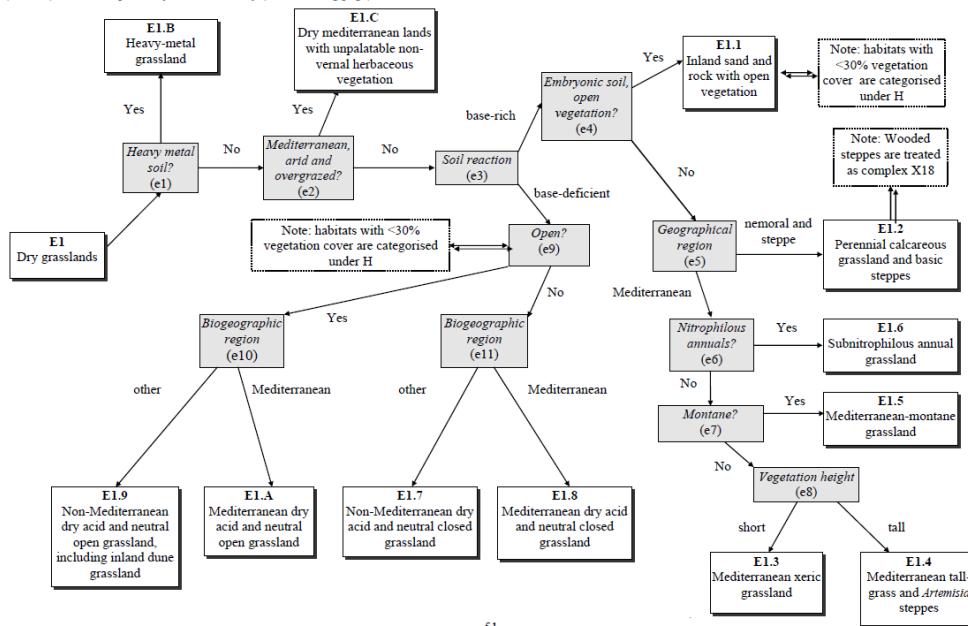 E1.B
Heavy-metal
grassland
E1.C
Dry mediterranean lands
with unpalatable non-
vernal herbaceous
vegetation
Yes
Yes
Heavy metal
soil?
(e1)
No
Mediterranean,
arid and
overgrazed?
(e2)
No
Soil reaction
(e3)
base-rich
base-deficient
Embryonic soil,
open
vegetation?
(e4)
Yes
E1.1
Inland sand and
rock with open
vegetation
Note: habitats with
<30% vegetation
cover are categorised
under H
No
Note: Wooded
steppes are treated
as complex X18
E1
Dry grasslands
Note: habitats with <30%
vegetation cover are categorised
under H
Open?
(e9)
Geographical
region
(e5)
nemoral and
steppe
E1.2
Perennial calcareous
grassland and basic
steppes
Mediterranean
Yes
No
Biogeographic
region
(e10)
Biogeographic
region
(e11)
Nitrophilous
annuals?
(e6)
Yes
E1.6
Subnitrophilous annual
grassland
No
other
Mediterranean
other
Mediterranean
Montane?
(e7)
Yes
E1.5
Mediterranean-montane
grassland
No
Vegetation height
(e8)
short
tall
E1.9
Non-Mediterranean
dry acid and neutral
open grassland,
including inland dune
grassland
E1.A
Mediterranean dry
acid and neutral
open grassland
E1.7
Non-Mediterranean dry
acid and neutral closed
grassland
E1.8
Mediterranean dry acid
and neutral closed
grassland
E1.3
Mediterranean xeric
grassland
E1.4
Mediterranean tall-
grass and Artemisia
steppes